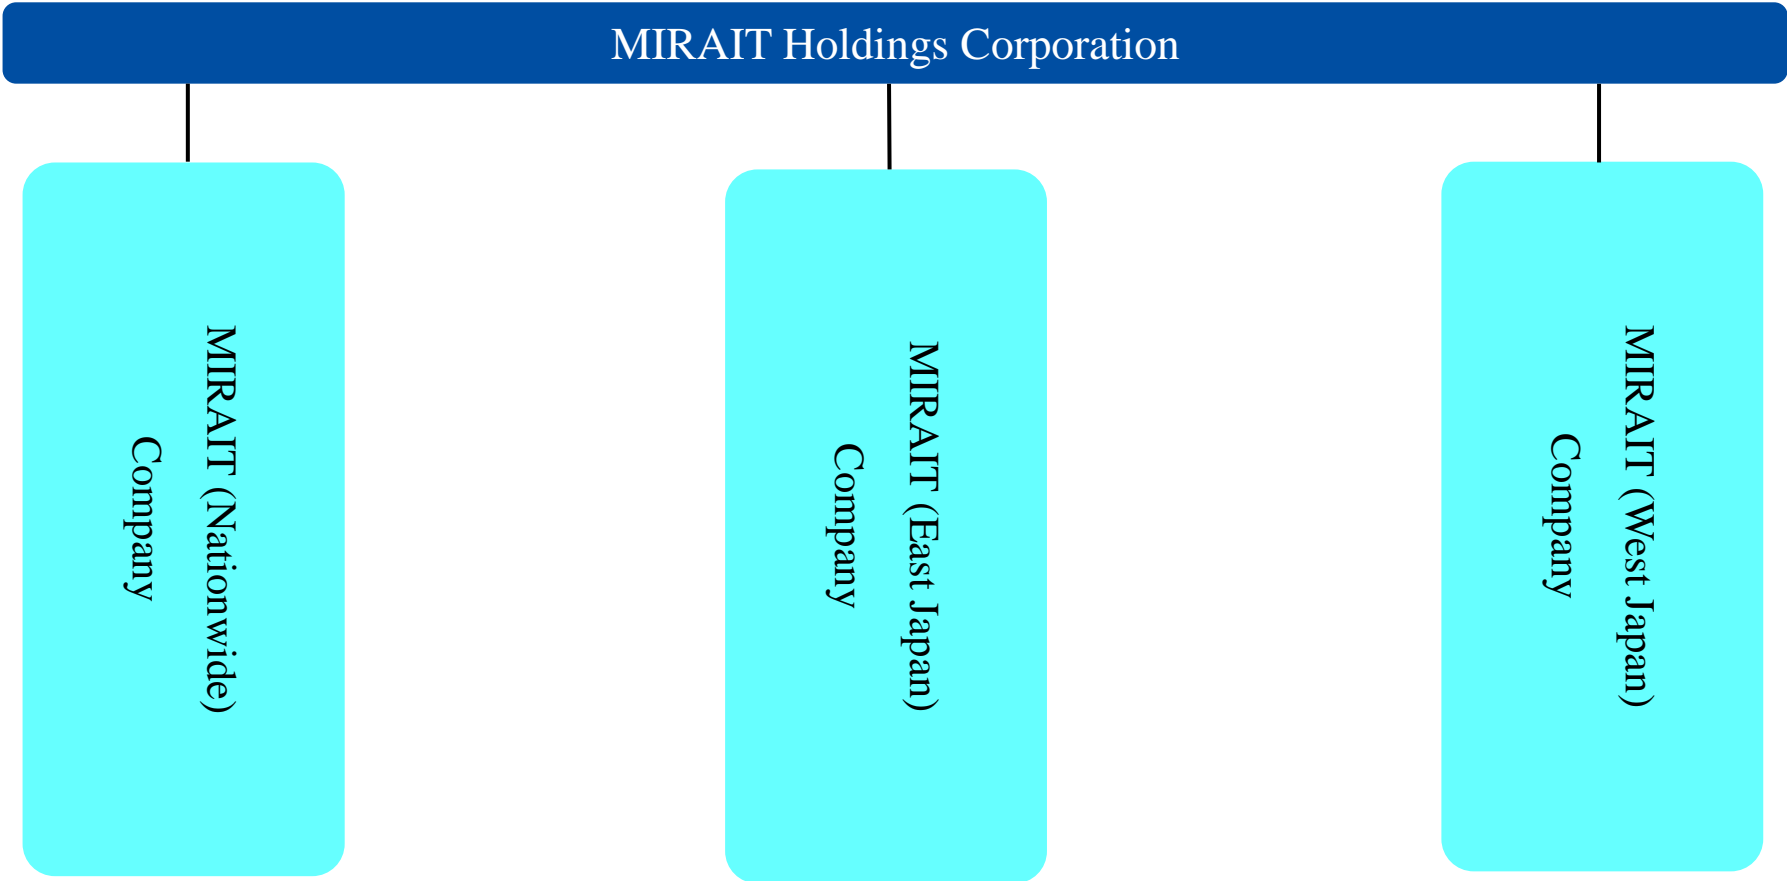 MIRAIT Holdings Corporation
MIRAIT (Nationwide)
Company
MIRAIT (East Japan)
Company
MIRAIT (West Japan)
Company